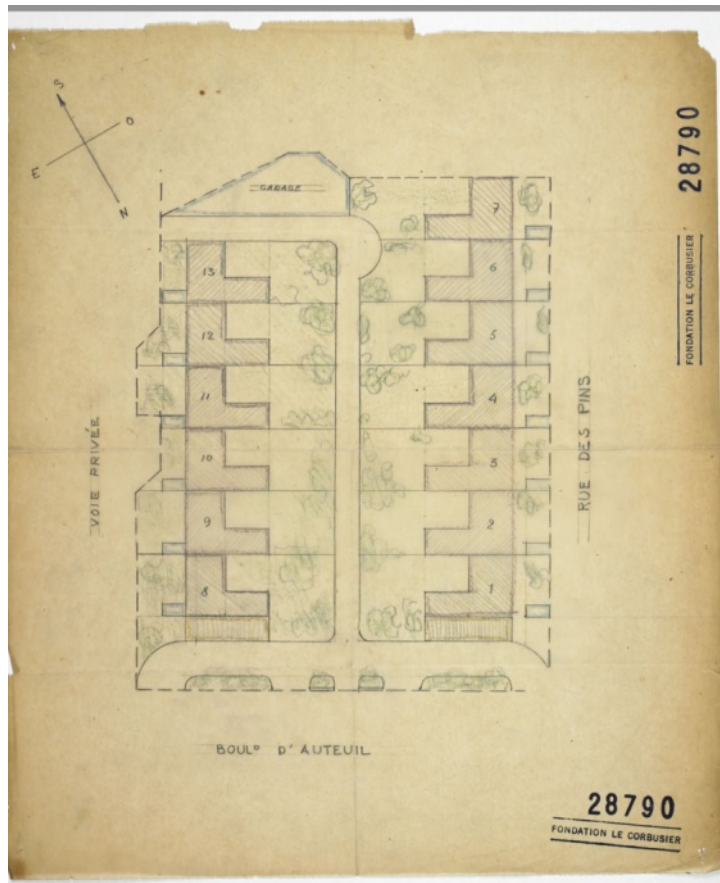 S
O
E
N
GARAGE
7
6
5
4
3
2
1
13
12
11
10
9
8
VOIE PRIVÉE
RUE DES PINS
BOULD D'AUTEUIL
28790
FONDATION LE CORBUSIER
28790
FONDATION LE CORBUSIER